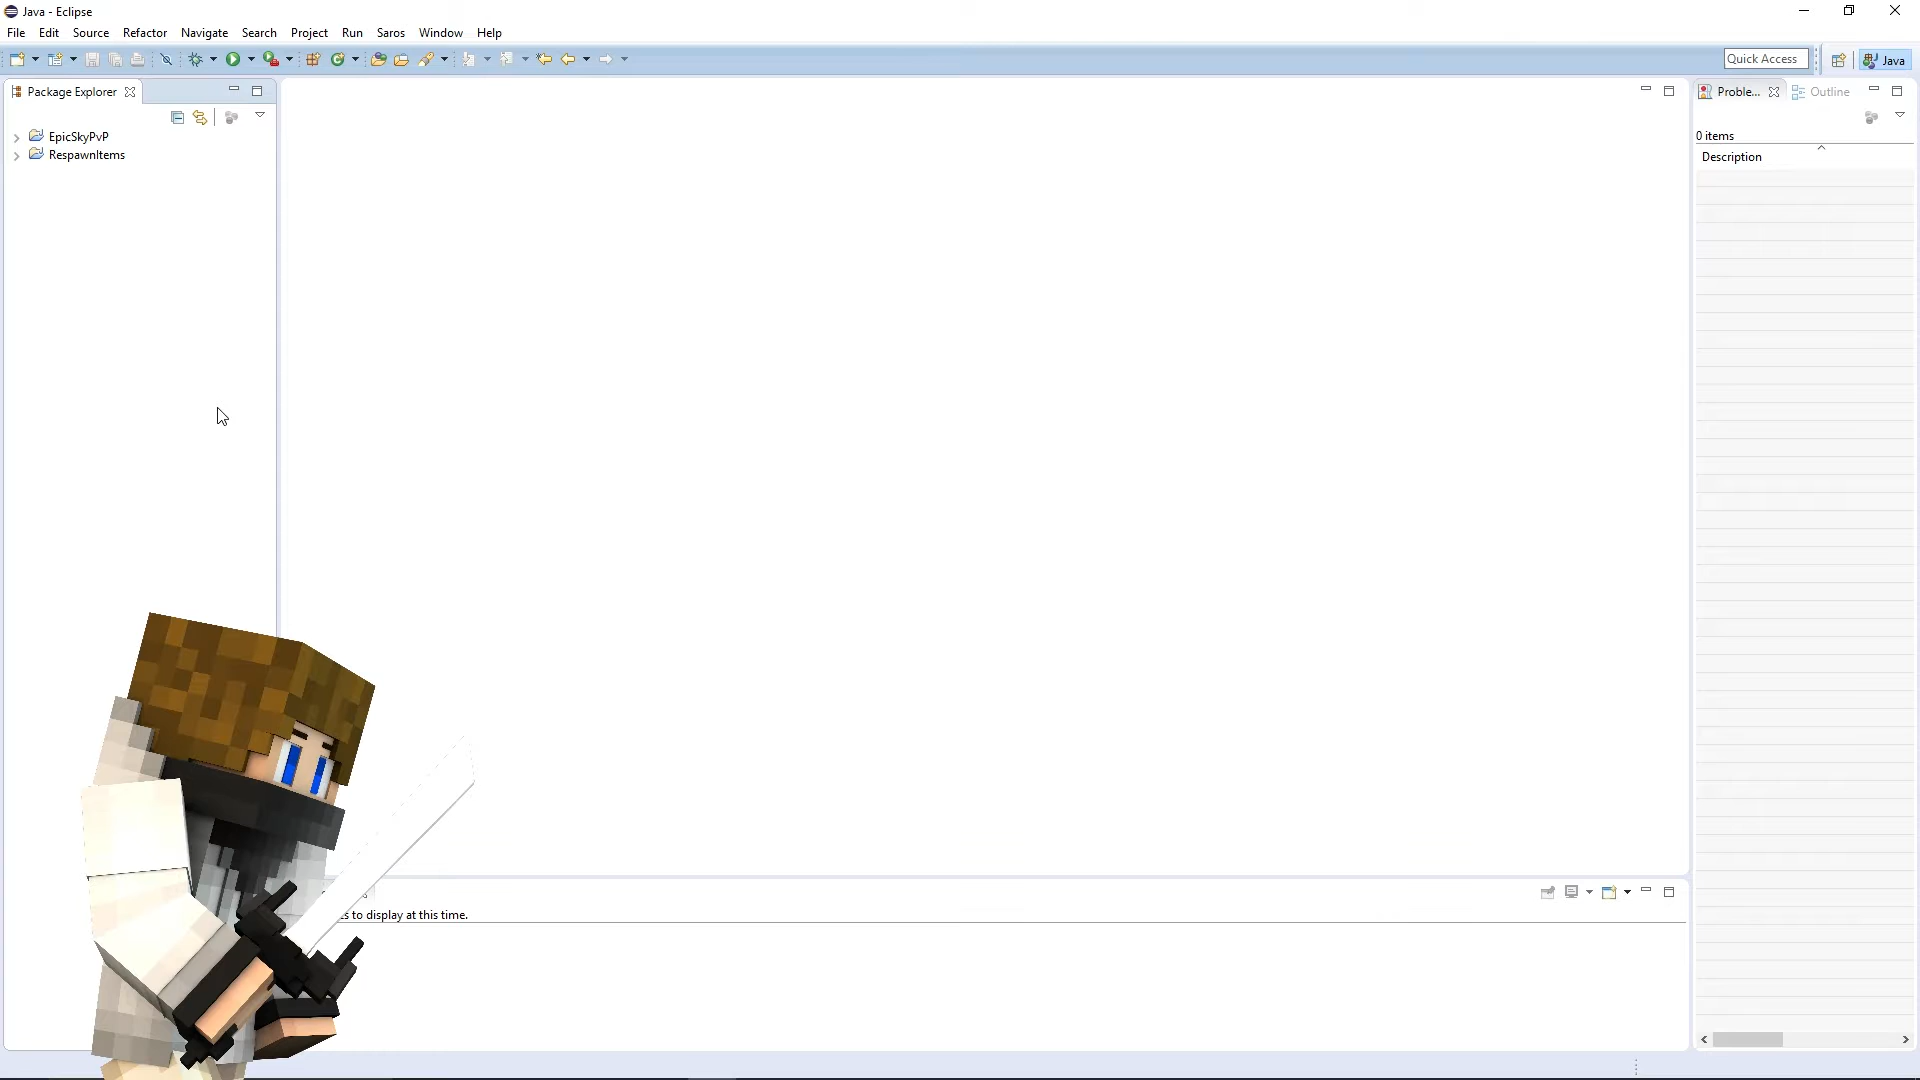 Java - Eclipse
File Edit Source Refactor Navigate Search Project Run Saros Window Help
Quick Access
Java
Package Explorer
EpicSkyPvP
RespawnItems
Proble...
Outline
0 items
Description
to display at this time.